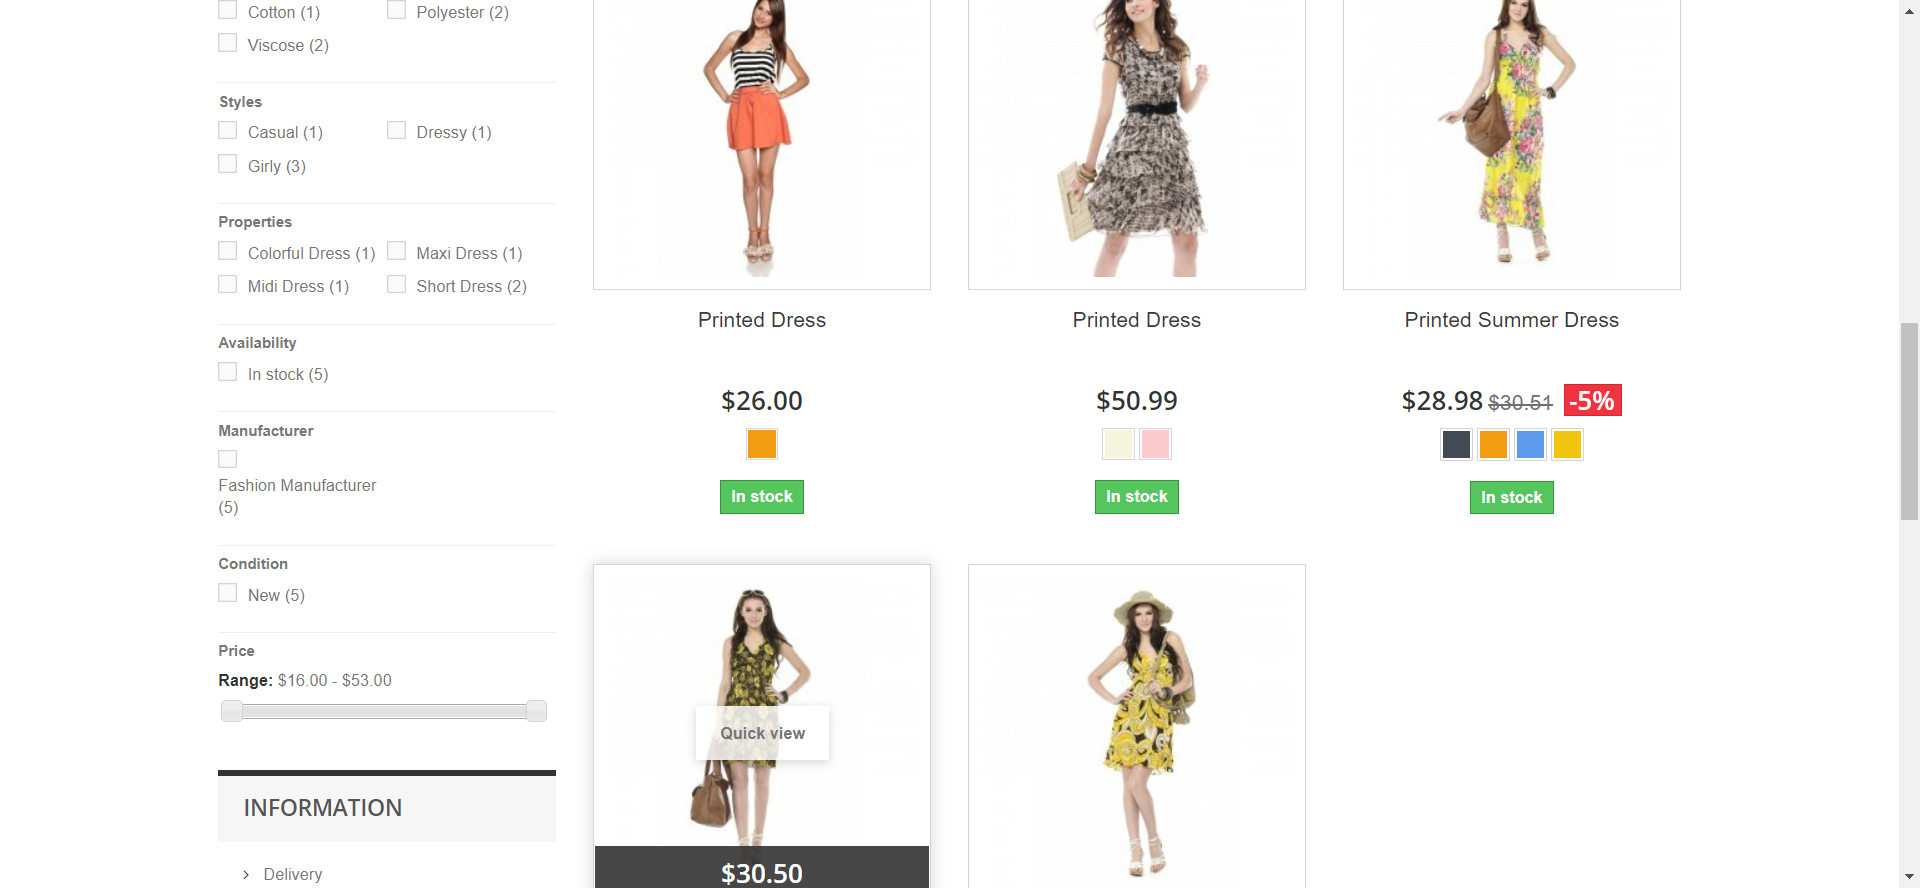 Cotton (1)
Polyester (2)
Viscose (2)
Styles
Casual (1)
Dressy (1)
Girly (3)
Properties
Colorful Dress (1)
Maxi Dress (1)
Midi Dress (1)
Short Dress (2)
Availability
In stock (5)
Manufacturer
Fashion Manufacturer
(5)
Condition
New (5)
Price
Range: $16.00 - $53.00
INFORMATION
Delivery
Printed Dress
$26.00
In stock
Printed Dress
$50.99
In stock
Printed Summer Dress
$28.98 $30.51 -5%
In stock
Quick view
$30.50